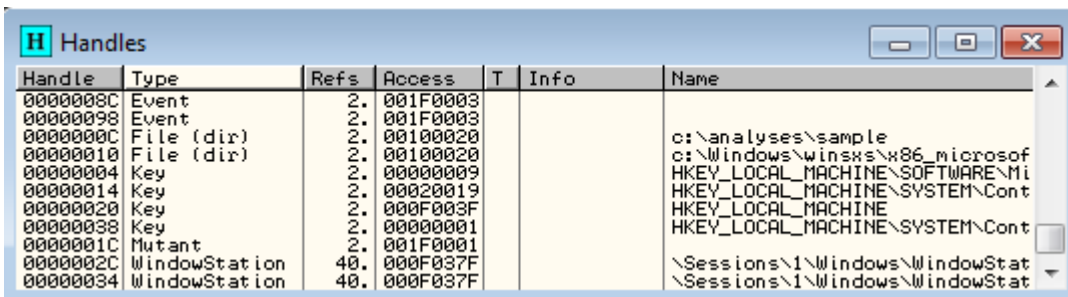 H Handles
Handle Type Refs Access T Info Name
0000008C Event 2. 001F0003
00000098 Event 2. 001F0003
0000000C File (dir) 2. 00100020 c:\analyses\sample
00000010 File (dir) 2. 00100020 c:\Windows\winsxs\x86_microsof
00000004 Key 2. 00000009 HKEY_LOCAL_MACHINE\SOFTWARE\Mi
00000014 Key 2. 00020019 HKEY_LOCAL_MACHINE\SYSTEM\Cont
00000020 Key 2. 000F003F HKEY_LOCAL_MACHINE
00000038 Key 2. 00000001 HKEY_LOCAL_MACHINE\SYSTEM\Cont
0000001C Mutant 2. 001F0001
0000002C WindowStation 40. 000F037F \Sessions\1\Windows\WindowStat
00000034 WindowStation 40. 000F037F \Sessions\1\Windows\WindowStat